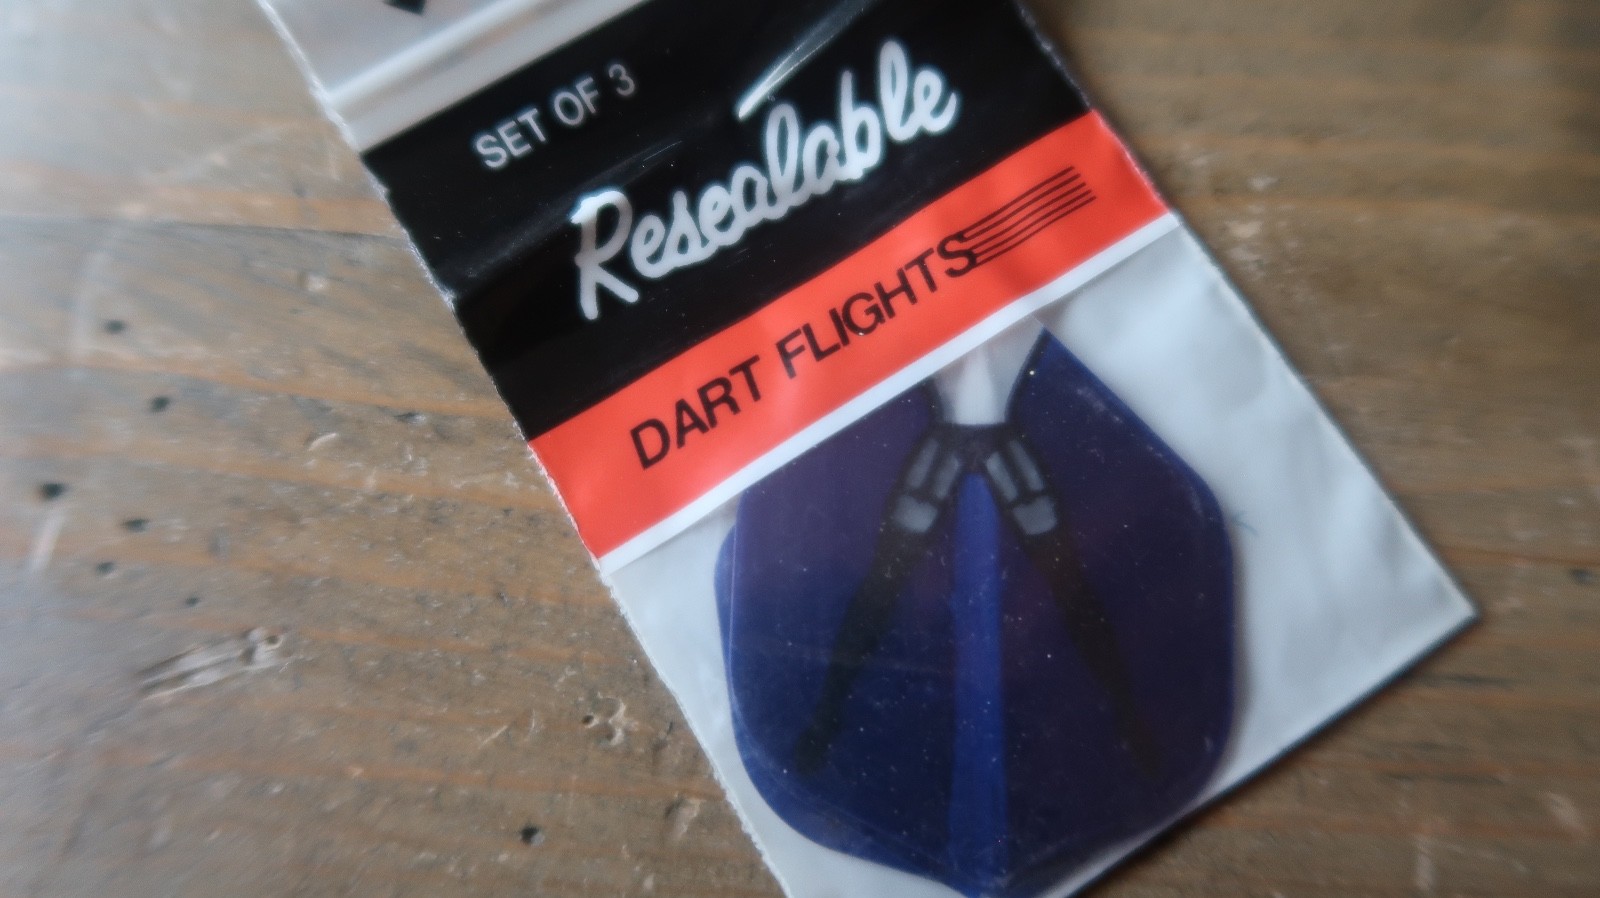 SET OF 3
Resealable
DART FLIGHTS